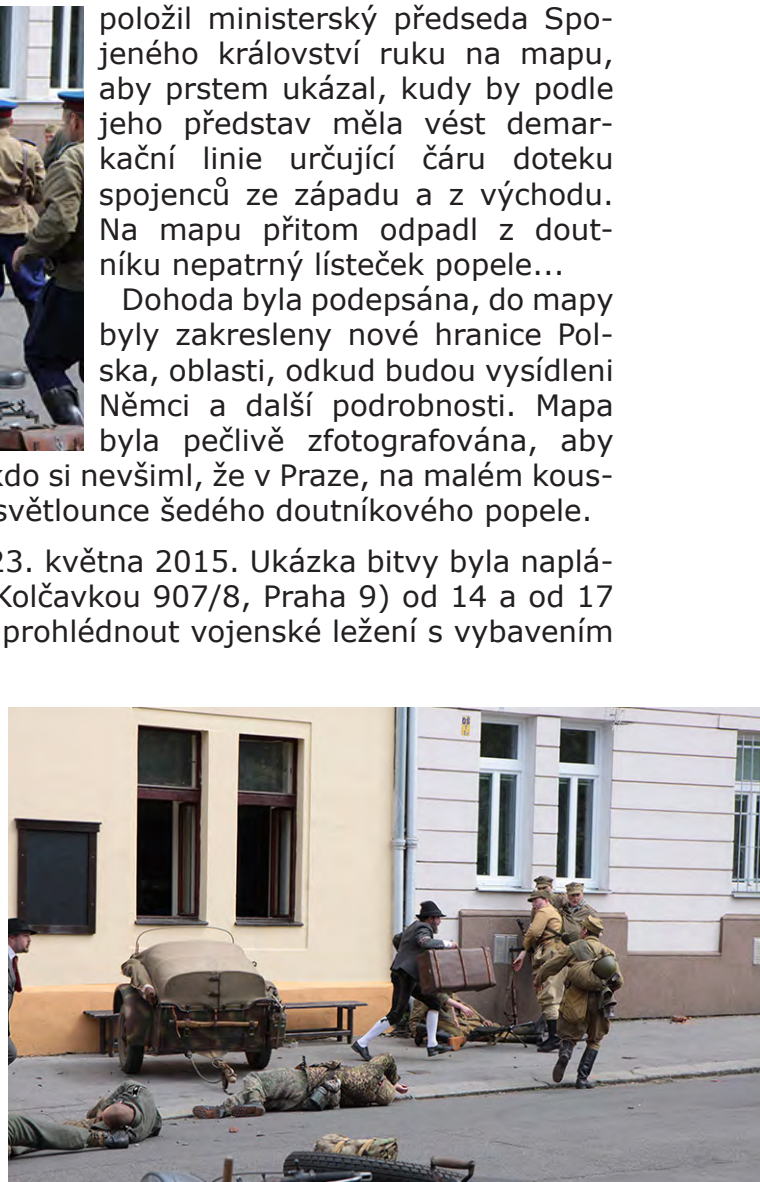 položil ministerský předseda Spo-
jeného království ruku na mapu,
aby prstem ukázal, kudy by podle
jeho představ měla vést demar-
kační linie určující čáru doteku
spojenců ze západu a z východu.
Na mapu přitom odpadl z dout-
níku nepatrný lísteček popele...
Dohoda byla podepsána, do mapy
byly zakresleny nové hranice Pol-
ska, oblasti, odkud budou vysídleni
Němci a další podrobnosti. Mapa
byla pečlivě zfotografována, aby
kdo si nevšiml, že v Praze, na malém kous-
světlounce šedého doutníkového popele.
23. května 2015. Ukázka bitvy byla naplá-
Kolčavkou 907/8, Praha 9) od 14 a od 17
prohlédnout vojenské ležení s vybavením